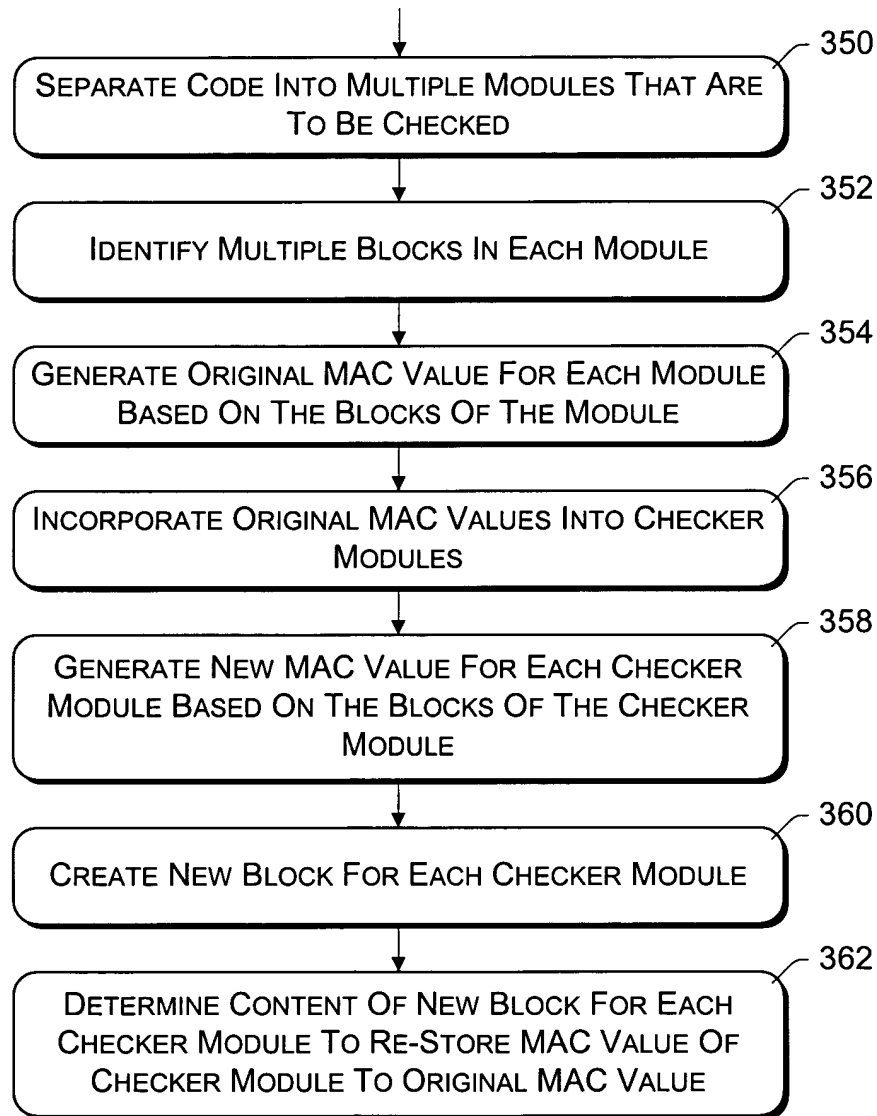 350
SEPARATE CODE INTO MULTIPLE MODULES THAT ARE
TO BE CHECKED
352
IDENTIFY MULTIPLE BLOCKS IN EACH MODULE
354
GENERATE ORIGINAL MAC VALUE FOR EACH MODULE
BASED ON THE BLOCKS OF THE MODULE
356
INCORPORATE ORIGINAL MAC VALUES INTO CHECKER
MODULES
358
GENERATE NEW MAC VALUE FOR EACH CHECKER
MODULE BASED ON THE BLOCKS OF THE CHECKER
MODULE
360
CREATE NEW BLOCK FOR EACH CHECKER MODULE
362
DETERMINE CONTENT OF NEW BLOCK FOR EACH
CHECKER MODULE TO RE-STORE MAC VALUE OF
CHECKER MODULE TO ORIGINAL MAC VALUE